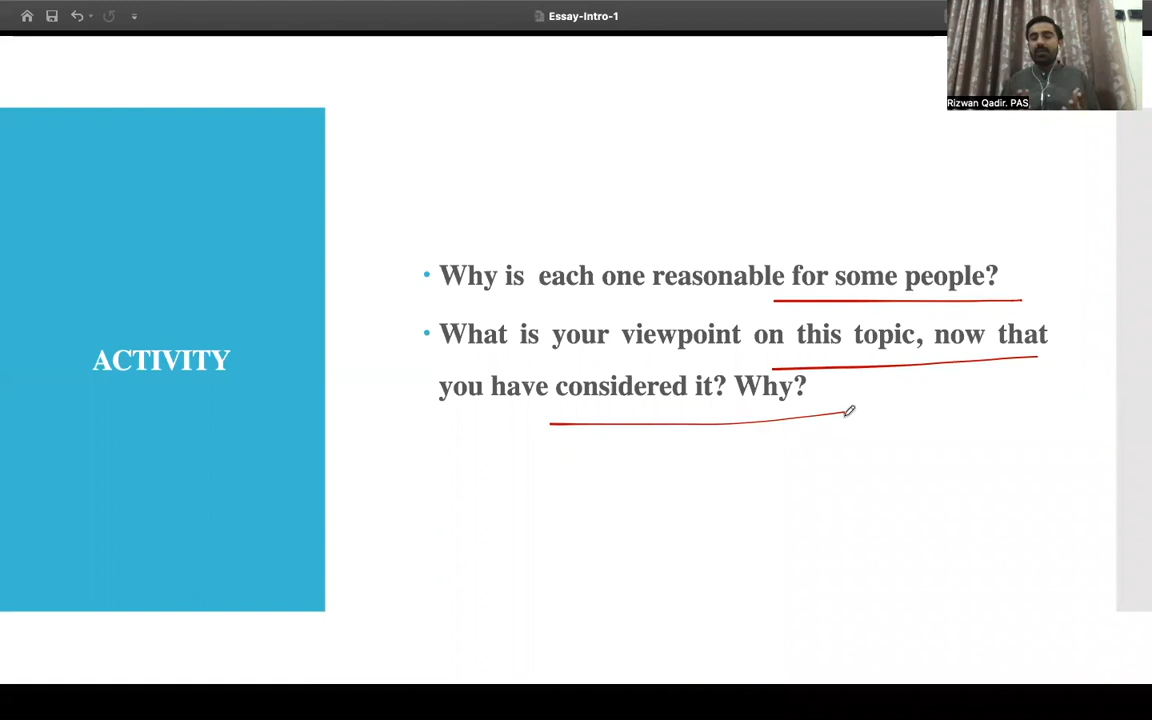 Essay-Intro-1
Rizwan Qadir. PAS
ACTIVITY
• Why is each one reasonable for some people?
• What is your viewpoint on this topic, now that
you have considered it? Why?